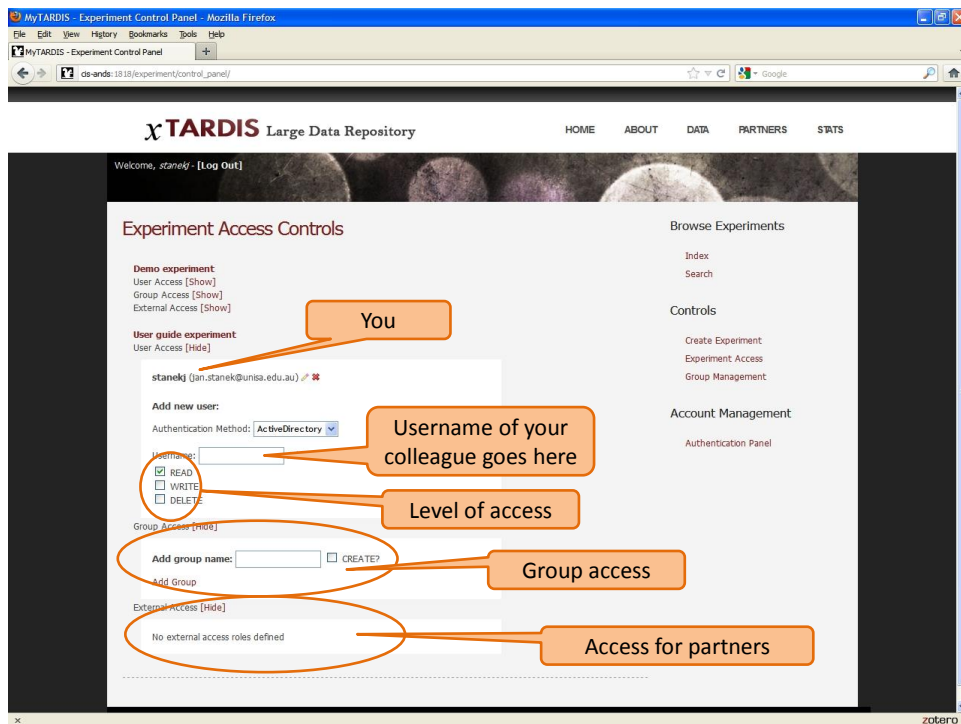 MyTARDIS - Experiment Control Panel - Mozilla Firefox
File Edit View History Bookmarks Tools Help
MyTARDIS - Experiment Control Panel +
cis-ands:1818/experiment/control_panel/ Google
xTARDIS Large Data Repository
HOME ABOUT DATA PARTNERS STATS
Welcome, stanekj - [Log Out]
Experiment Access Controls
Demo experiment
User Access [Show]
Group Access [Show]
External Access [Show]
User guide experiment
User Access [Hide]
You
stanekj (jan.stanek@unisa.edu.au)
Add new user:
Authentication Method: ActiveDirectory
Username:
Username of your
colleague goes here
READ
WRITE
DELETE
Level of access
Group Access [Hide]
Add group name: CREATE?
Add Group
Group access
External Access [Hide]
No external access roles defined
Access for partners
Browse Experiments
Index
Search
Controls
Create Experiment
Experiment Access
Group Management
Account Management
Authentication Panel
x zotero